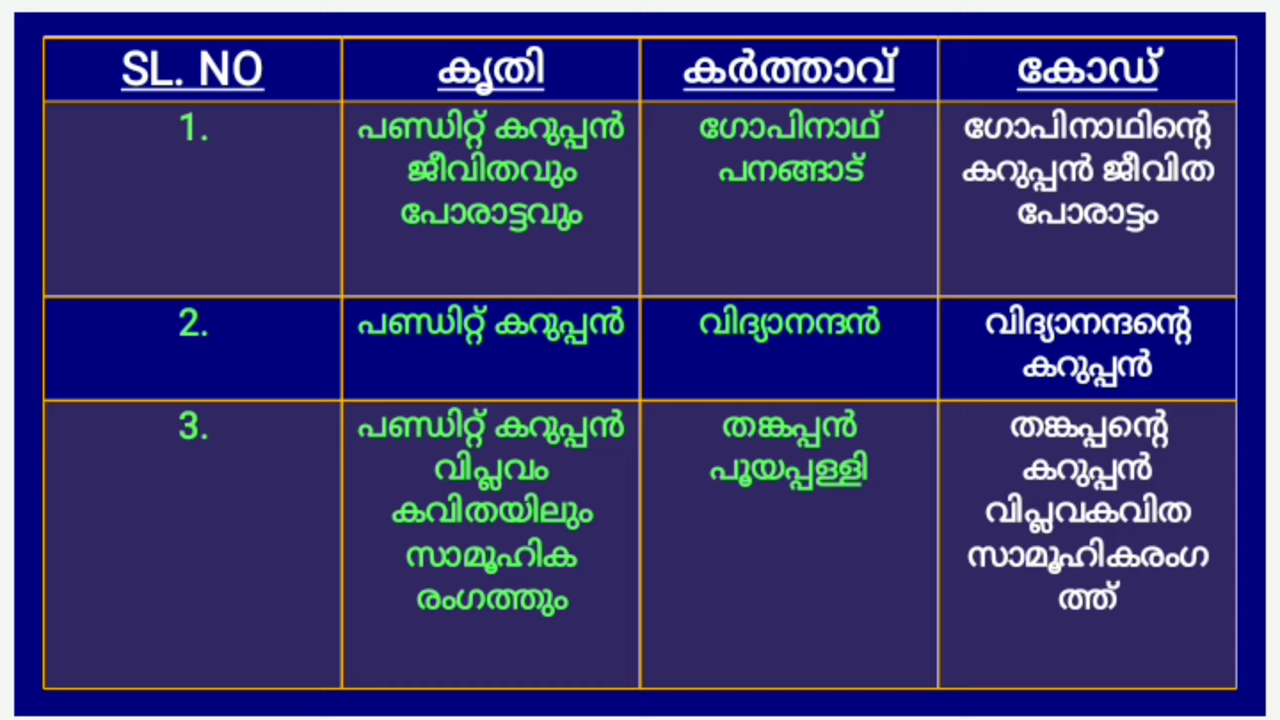 SL. NO കൃതി കർത്താവ് കോഡ്
1. പണ്ഡിറ്റ് കറുപ്പൻ ഗോപിനാഥ് ഗോപിനാഥിന്റെ
ജീവിതവും പനങ്ങാട് കറുപ്പൻ ജീവിത
പോരാട്ടവും പോരാട്ടം
2. പണ്ഡിറ്റ് കറുപ്പൻ വിദ്യാനന്ദൻ വിദ്യാനന്ദന്റെ
കറുപ്പൻ
3. പണ്ഡിറ്റ് കറുപ്പൻ തങ്കപ്പൻ തങ്കപ്പന്റെ
വിപ്ലവം പൂയപ്പള്ളി കറുപ്പൻ
കവിതയിലും വിപ്ലവകവിത
സാമൂഹിക സാമൂഹികരംഗ
രംഗത്തും ത്ത്